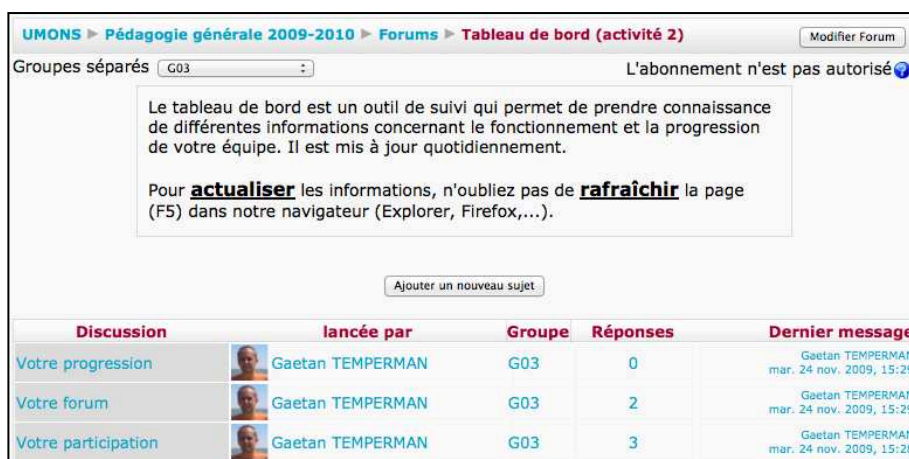 UMONS ► Pédagogie générale 2009-2010 ► Forums ► Tableau de bord (activité 2) Modifier Forum
Groupes séparés G03 L'abonnement n'est pas autorisé ?
Le tableau de bord est un outil de suivi qui permet de prendre connaissance
de différentes informations concernant le fonctionnement et la progression
de votre équipe. Il est mis à jour quotidiennement.
Pour actualiser les informations, n'oubliez pas de rafraîchir la page
(F5) dans notre navigateur (Explorer, Firefox,...).
Ajouter un nouveau sujet
Discussion lancée par Groupe Réponses Dernier message
Votre progression Gaetan TEMPERMAN G03 0 Gaetan TEMPERMAN
mar. 24 nov. 2009, 15:29
Votre forum Gaetan TEMPERMAN G03 2 Gaetan TEMPERMAN
mar. 24 nov. 2009, 15:29
Votre participation Gaetan TEMPERMAN G03 3 Gaetan TEMPERMAN
mar. 24 nov. 2009, 15:28